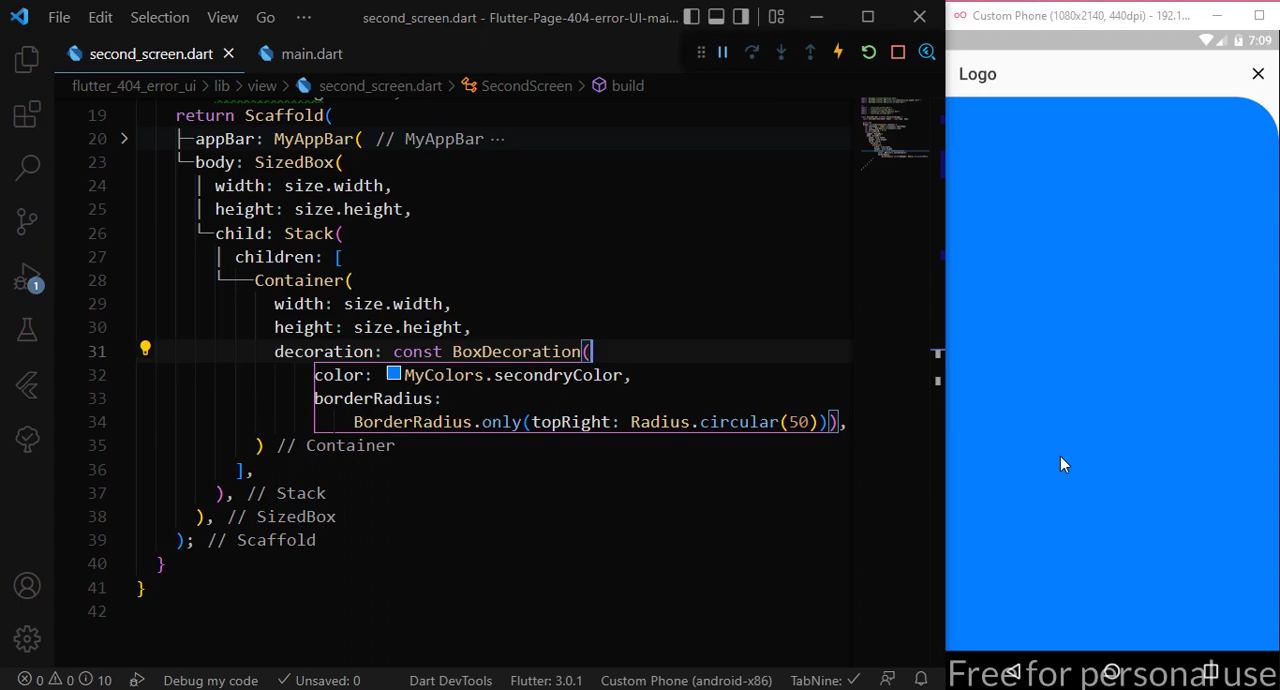 File Edit Selection View Go ··· second_screen.dart - Flutter-Page-404-error-UI-mai...
second_screen.dart main.dart
flutter_404_error_ui > lib > view > second_screen.dart > SecondScreen > build
19 return Scaffold(
20 appBar: MyAppBar( // MyAppBar ···
23 body: SizedBox(
24 width: size.width,
25 height: size.height,
26 child: Stack(
27 children: [
28 Container(
29 width: size.width,
30 height: size.height,
31 decoration: const BoxDecoration(
32 color: MyColors.secondryColor,
33 borderRadius:
34 BorderRadius.only(topRight: Radius.circular(50))),
35 ) // Container
36 ],
37 ), // Stack
38 ), // SizedBox
39 ); // Scaffold
40 }
41 }
42
1
0 0 10 Debug my code Unsaved: 0 Dart DevTools Flutter: 3.0.1 Custom Phone (android-x86) TabNine:
Custom Phone (1080x2140, 440dpi) - 192.1...
7:09
Logo
Free for personal use